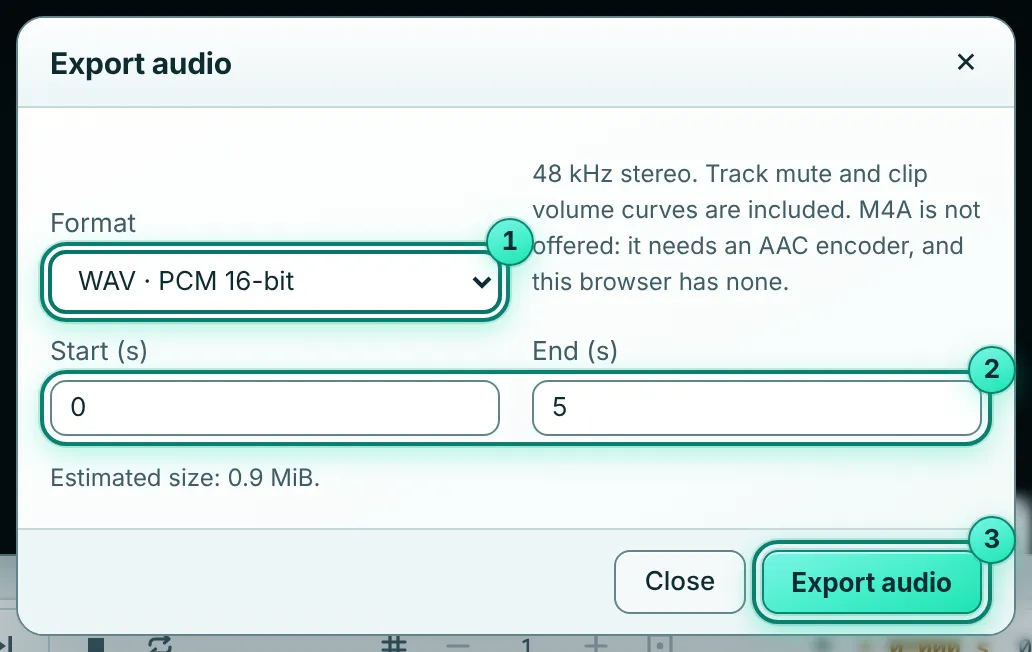 Export audio
×
48 kHz stereo. Track mute and clip
volume curves are included. M4A is not
offered: it needs an AAC encoder, and
this browser has none.
Format
1
WAV · PCM 16-bit
Start (s)
End (s)
2
0
5
Estimated size: 0.9 MiB.
3
Close
Export audio
1